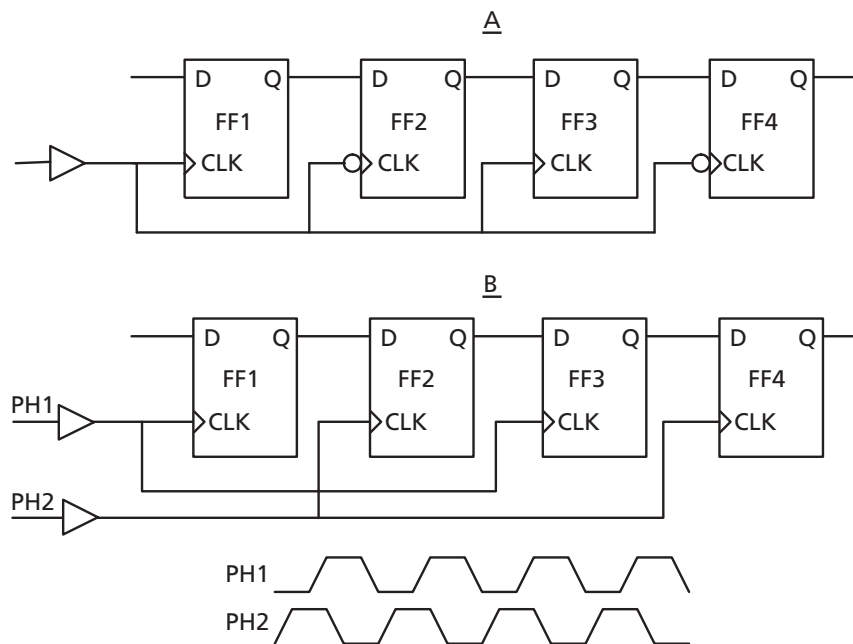 A
D Q D Q D Q D Q
FF1 FF2 FF3 FF4
CLK CLK CLK CLK
B
D Q D Q D Q D Q
FF1 FF2 FF3 FF4
PH1
CLK CLK CLK CLK
PH2
PH1
PH2